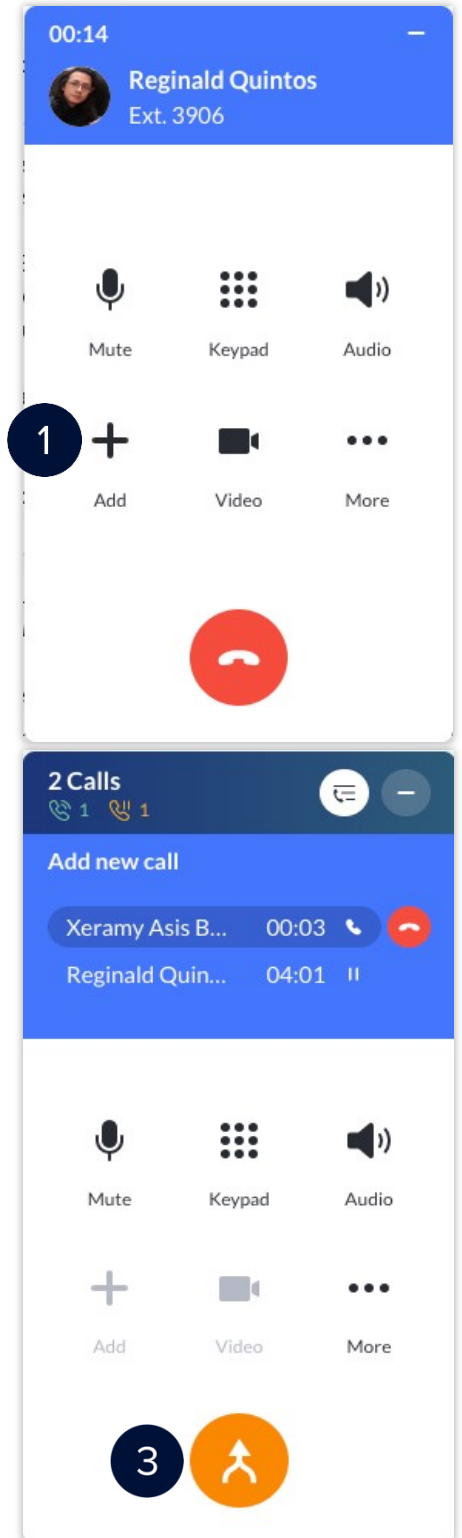 00:14
Reginald Quintos
Ext. 3906
Mute Keypad Audio
1
Add Video More
2 Calls
1 1
Add new call
Xeramy Asis B... 00:03
Reginald Quin... 04:01
Mute Keypad Audio
Add Video More
3